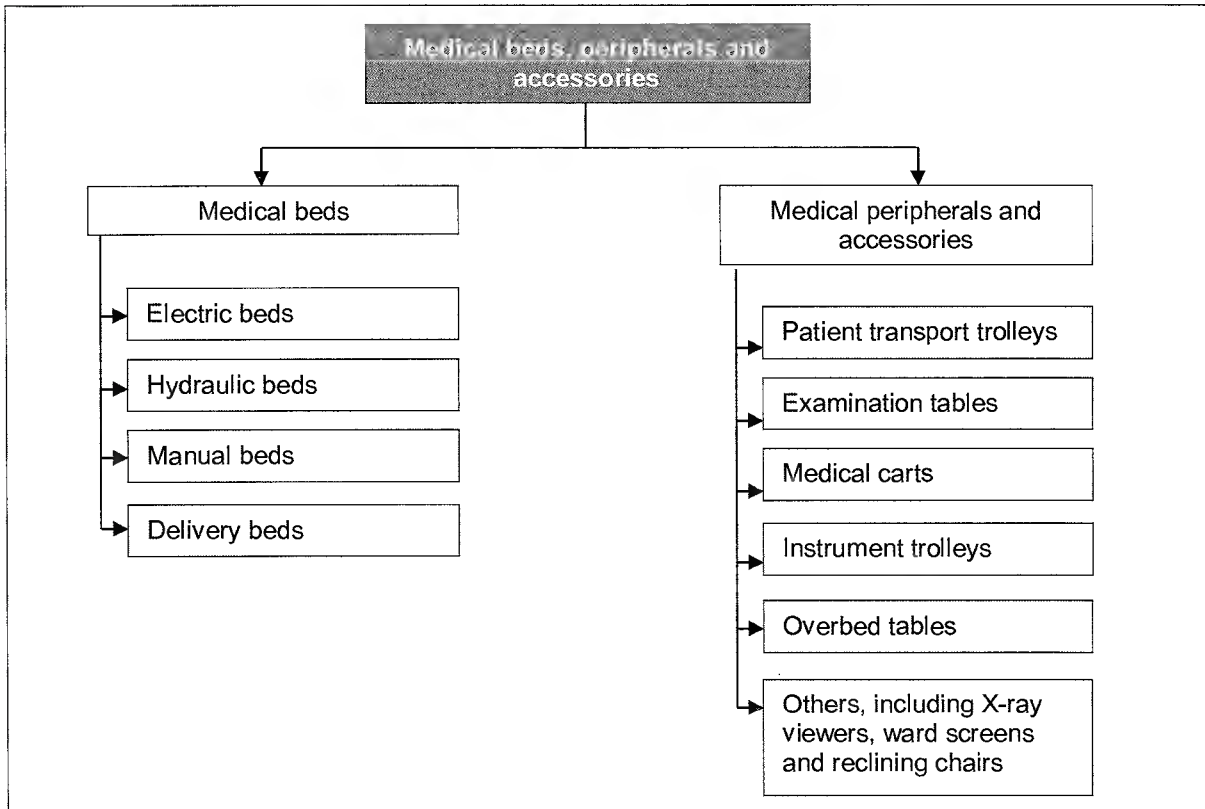 Medical beds, peripherals and
accessories
Medical beds
Electric beds
Hydraulic beds
Manual beds
Delivery beds
Medical peripherals and
accessories
Patient transport trolleys
Examination tables
Medical carts
Instrument trolleys
Overbed tables
Others, including X-ray
viewers, ward screens
and reclining chairs